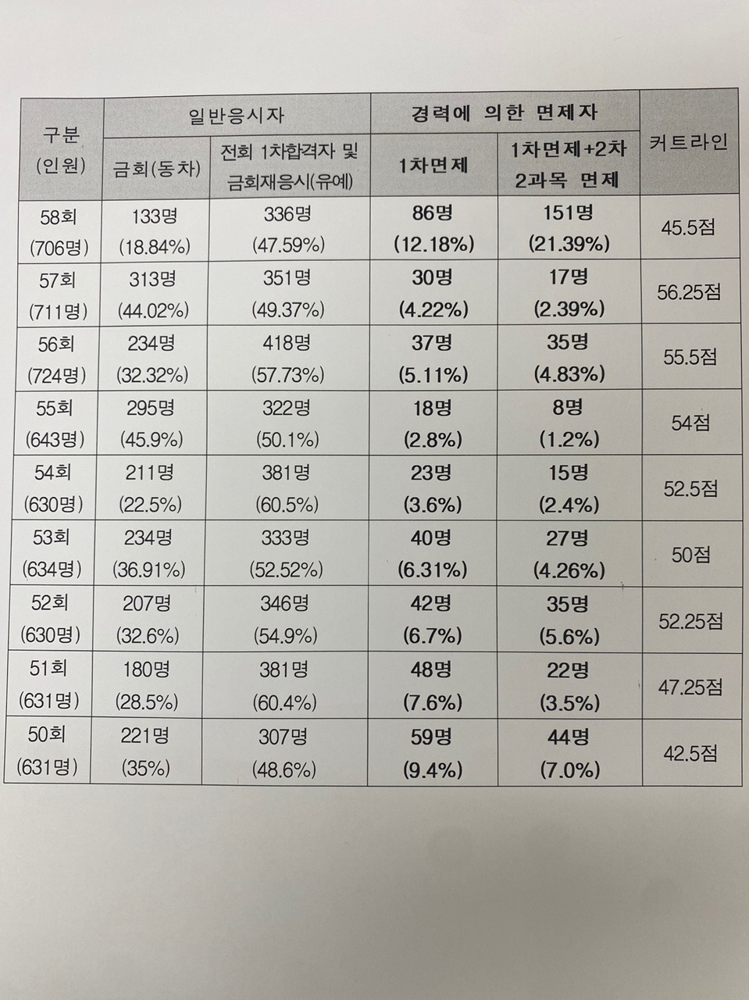 구분
(인원)
일반응시자
경력에 의한 면제자
커트라인
금회(동차)
전회 1차합격자 및
금회재응시(유예)
1차면제
1차면제+2차
2과목 면제
58회
(706명)
133명
(18.84%)
336명
(47.59%)
86명
(12.18%)
151명
(21.39%)
45.5점
57회
(711명)
313명
(44.02%)
351명
(49.37%)
30명
(4.22%)
17명
(2.39%)
56.25점
56회
(724명)
234명
(32.32%)
418명
(57.73%)
37명
(5.11%)
35명
(4.83%)
55.5점
55회
(643명)
295명
(45.9%)
322명
(50.1%)
18명
(2.8%)
8명
(1.2%)
54점
54회
(630명)
211명
(22.5%)
381명
(60.5%)
23명
(3.6%)
15명
(2.4%)
52.5점
53회
(634명)
234명
(36.91%)
333명
(52.52%)
40명
(6.31%)
27명
(4.26%)
50점
52회
(630명)
207명
(32.6%)
346명
(54.9%)
42명
(6.7%)
35명
(5.6%)
52.25점
51회
(631명)
180명
(28.5%)
381명
(60.4%)
48명
(7.6%)
22명
(3.5%)
47.25점
50회
(631명)
221명
(35%)
307명
(48.6%)
59명
(9.4%)
44명
(7.0%)
42.5점